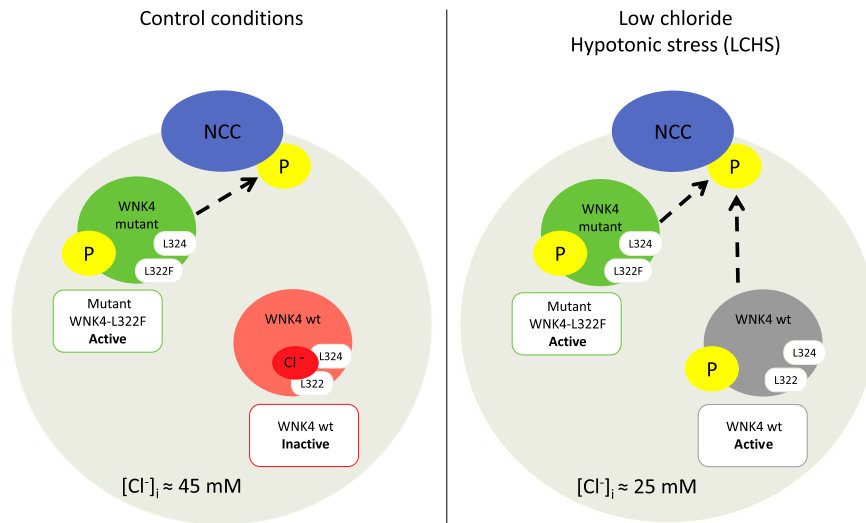 Control conditions
NCC
P
WNK4
mutant
P
L324
L322F
Mutant
WNK4-L322F
Active
WNK4 wt
Cl⁻
L324
L322
WNK4 wt
Inactive
[Cl⁻]ᵢ ≈ 45 mM
Low chloride
Hypotonic stress (LCHS)
NCC
P
WNK4
mutant
P
L324
L322F
Mutant
WNK4-L322F
Active
WNK4 wt
P
L324
L322
WNK4 wt
Active
[Cl⁻]ᵢ ≈ 25 mM